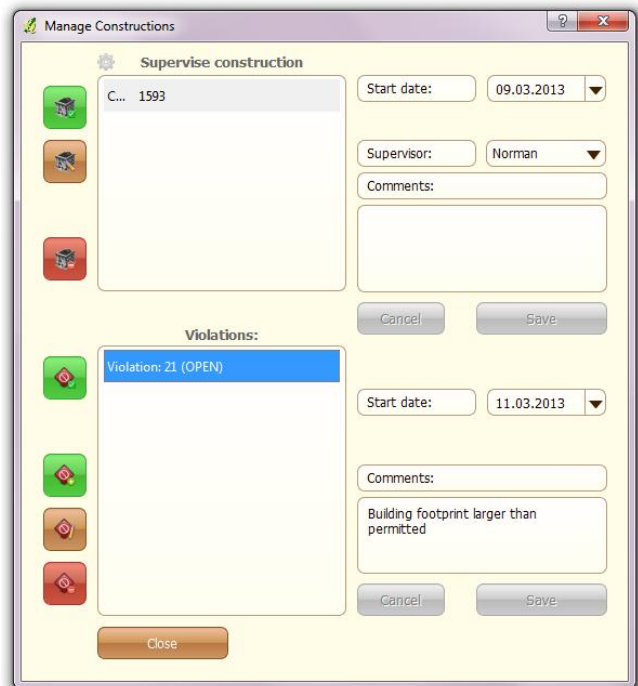 Manage Constructions
Supervise construction
C... 1593
Start date: 09.03.2013
Supervisor: Norman
Comments:
Cancel Save
Violations:
Violation: 21 (OPEN)
Start date: 11.03.2013
Comments:
Building footprint larger than
permitted
Cancel Save
Close